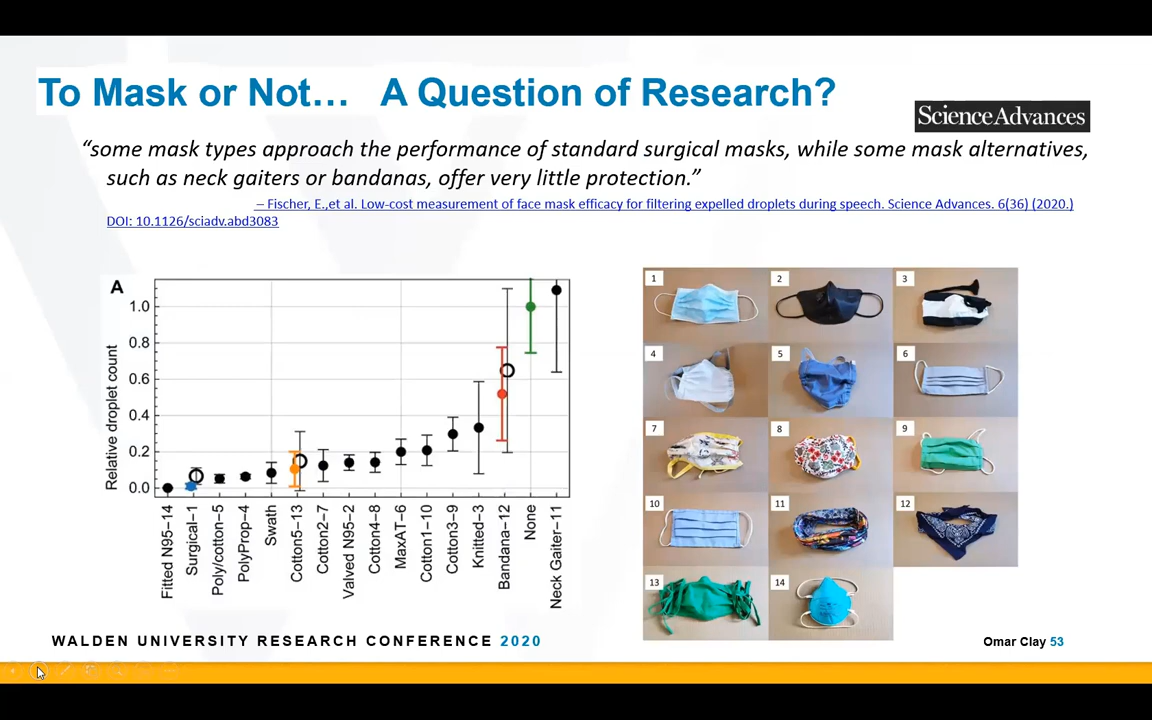 To Mask or Not… A Question of Research?
ScienceAdvances
“some mask types approach the performance of standard surgical masks, while some mask alternatives,
such as neck gaiters or bandanas, offer very little protection.”
– Fischer, E.,et al. Low-cost measurement of face mask efficacy for filtering expelled droplets during speech. Science Advances. 6(36) (2020.)
DOI: 10.1126/sciadv.abd3083
A
Relative droplet count
1.0
0.8
0.6
0.4
0.2
0.0
Fitted N95–14
Surgical–1
Poly/cotton–5
PolyProp–4
Swath
Cotton5–13
Cotton2–7
Valved N95–2
Cotton4–8
MaxAT–6
Cotton1–10
Cotton3–9
Knitted–3
Bandana–12
None
Neck Gaiter–11
1 2 3
4 5 6
7 8 9
10 11 12
13 14
WALDEN UNIVERSITY RESEARCH CONFERENCE 2020
Omar Clay 53